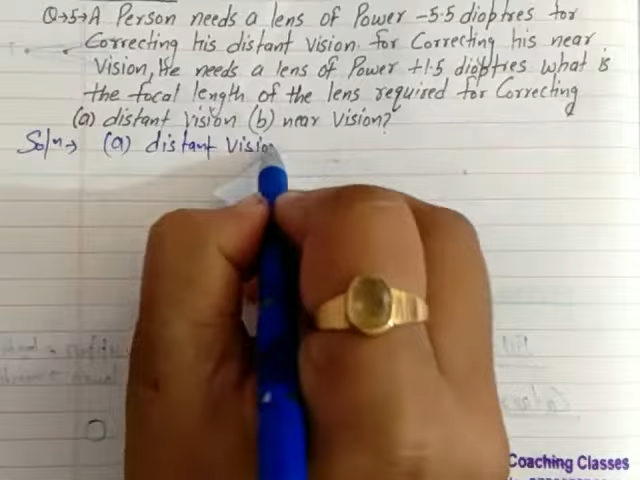 Q→5→A Person needs a lens of Power -5.5 dioptres for
Correcting his distant Vision. for Correcting his near
Vision, He needs a lens of Power +1.5 dioptres what is
the focal length of the lens required for Correcting
(a) distant Vision (b) near Vision?
Solⁿ→ (a) distant Visio
Coaching Classes